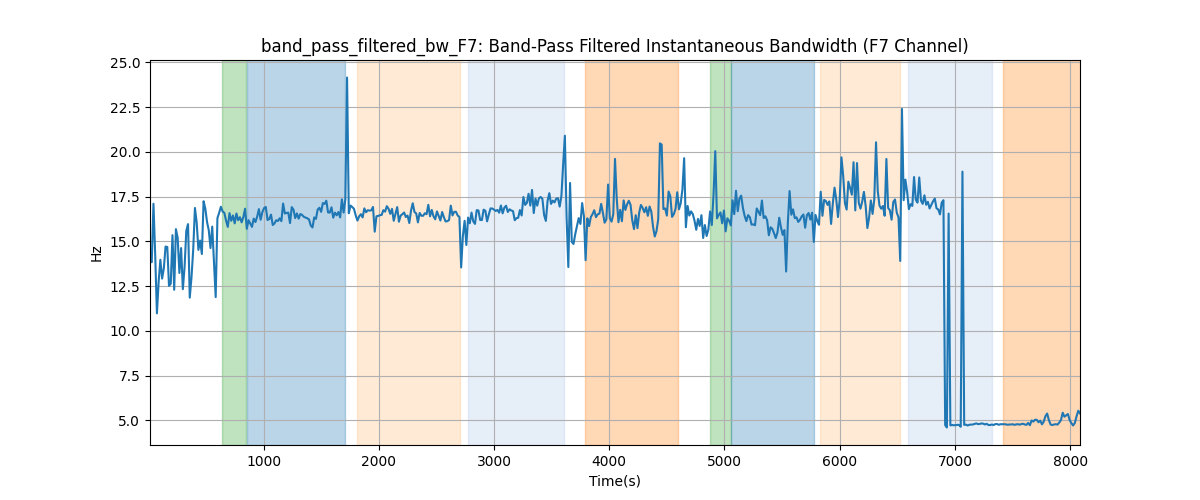 band_pass_filtered_bw_F7: Band-Pass Filtered Instantaneous Bandwidth (F7 Channel)
25.0
22.5
20.0
17.5
15.0
12.5
10.0
7.5
5.0
Hz
1000 2000 3000 4000 5000 6000 7000 8000
Time(s)